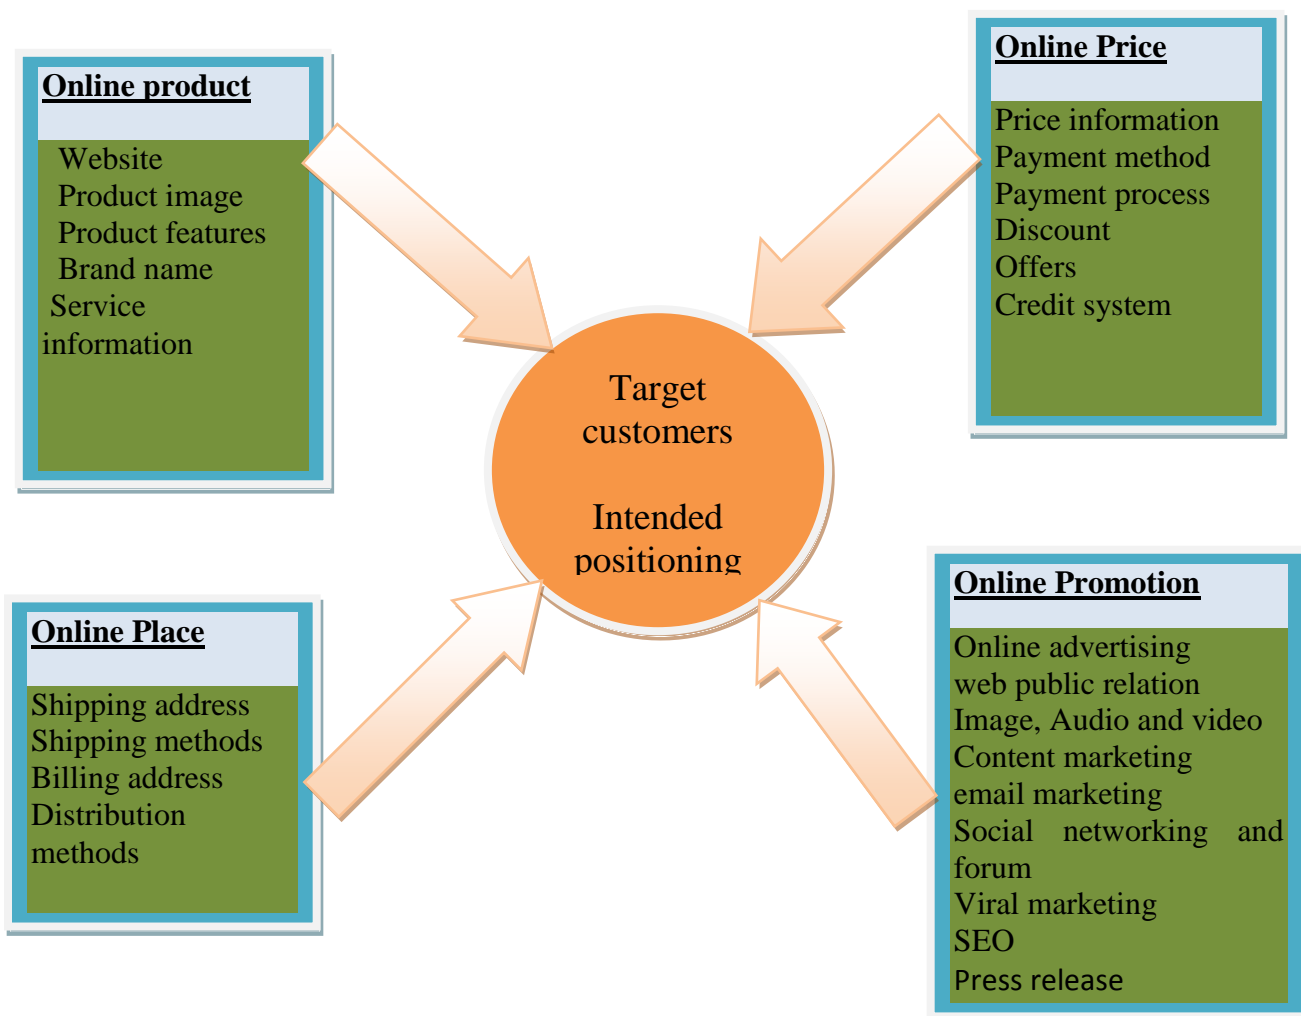 Online product
Website
Product image
Product features
Brand name
Service
information
Online Price
Price information
Payment method
Payment process
Discount
Offers
Credit system
Target
customers
Intended
positioning
Online Place
Shipping address
Shipping methods
Billing address
Distribution
methods
Online Promotion
Online advertising
web public relation
Image, Audio and video
Content marketing
email marketing
Social networking and
forum
Viral marketing
SEO
Press release